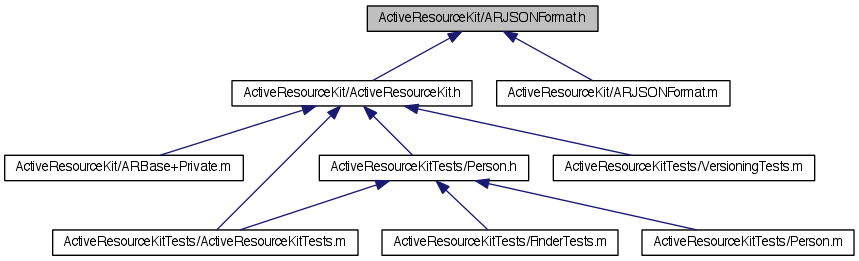 ActiveResourceKit/ARJSONFormat.h
ActiveResourceKit/ActiveResourceKit.h
ActiveResourceKit/ARJSONFormat.m
ActiveResourceKit/ARBase+Private.m
ActiveResourceKitTests/Person.h
ActiveResourceKitTests/VersioningTests.m
ActiveResourceKitTests/ActiveResourceKitTests.m
ActiveResourceKitTests/FinderTests.m
ActiveResourceKitTests/Person.m